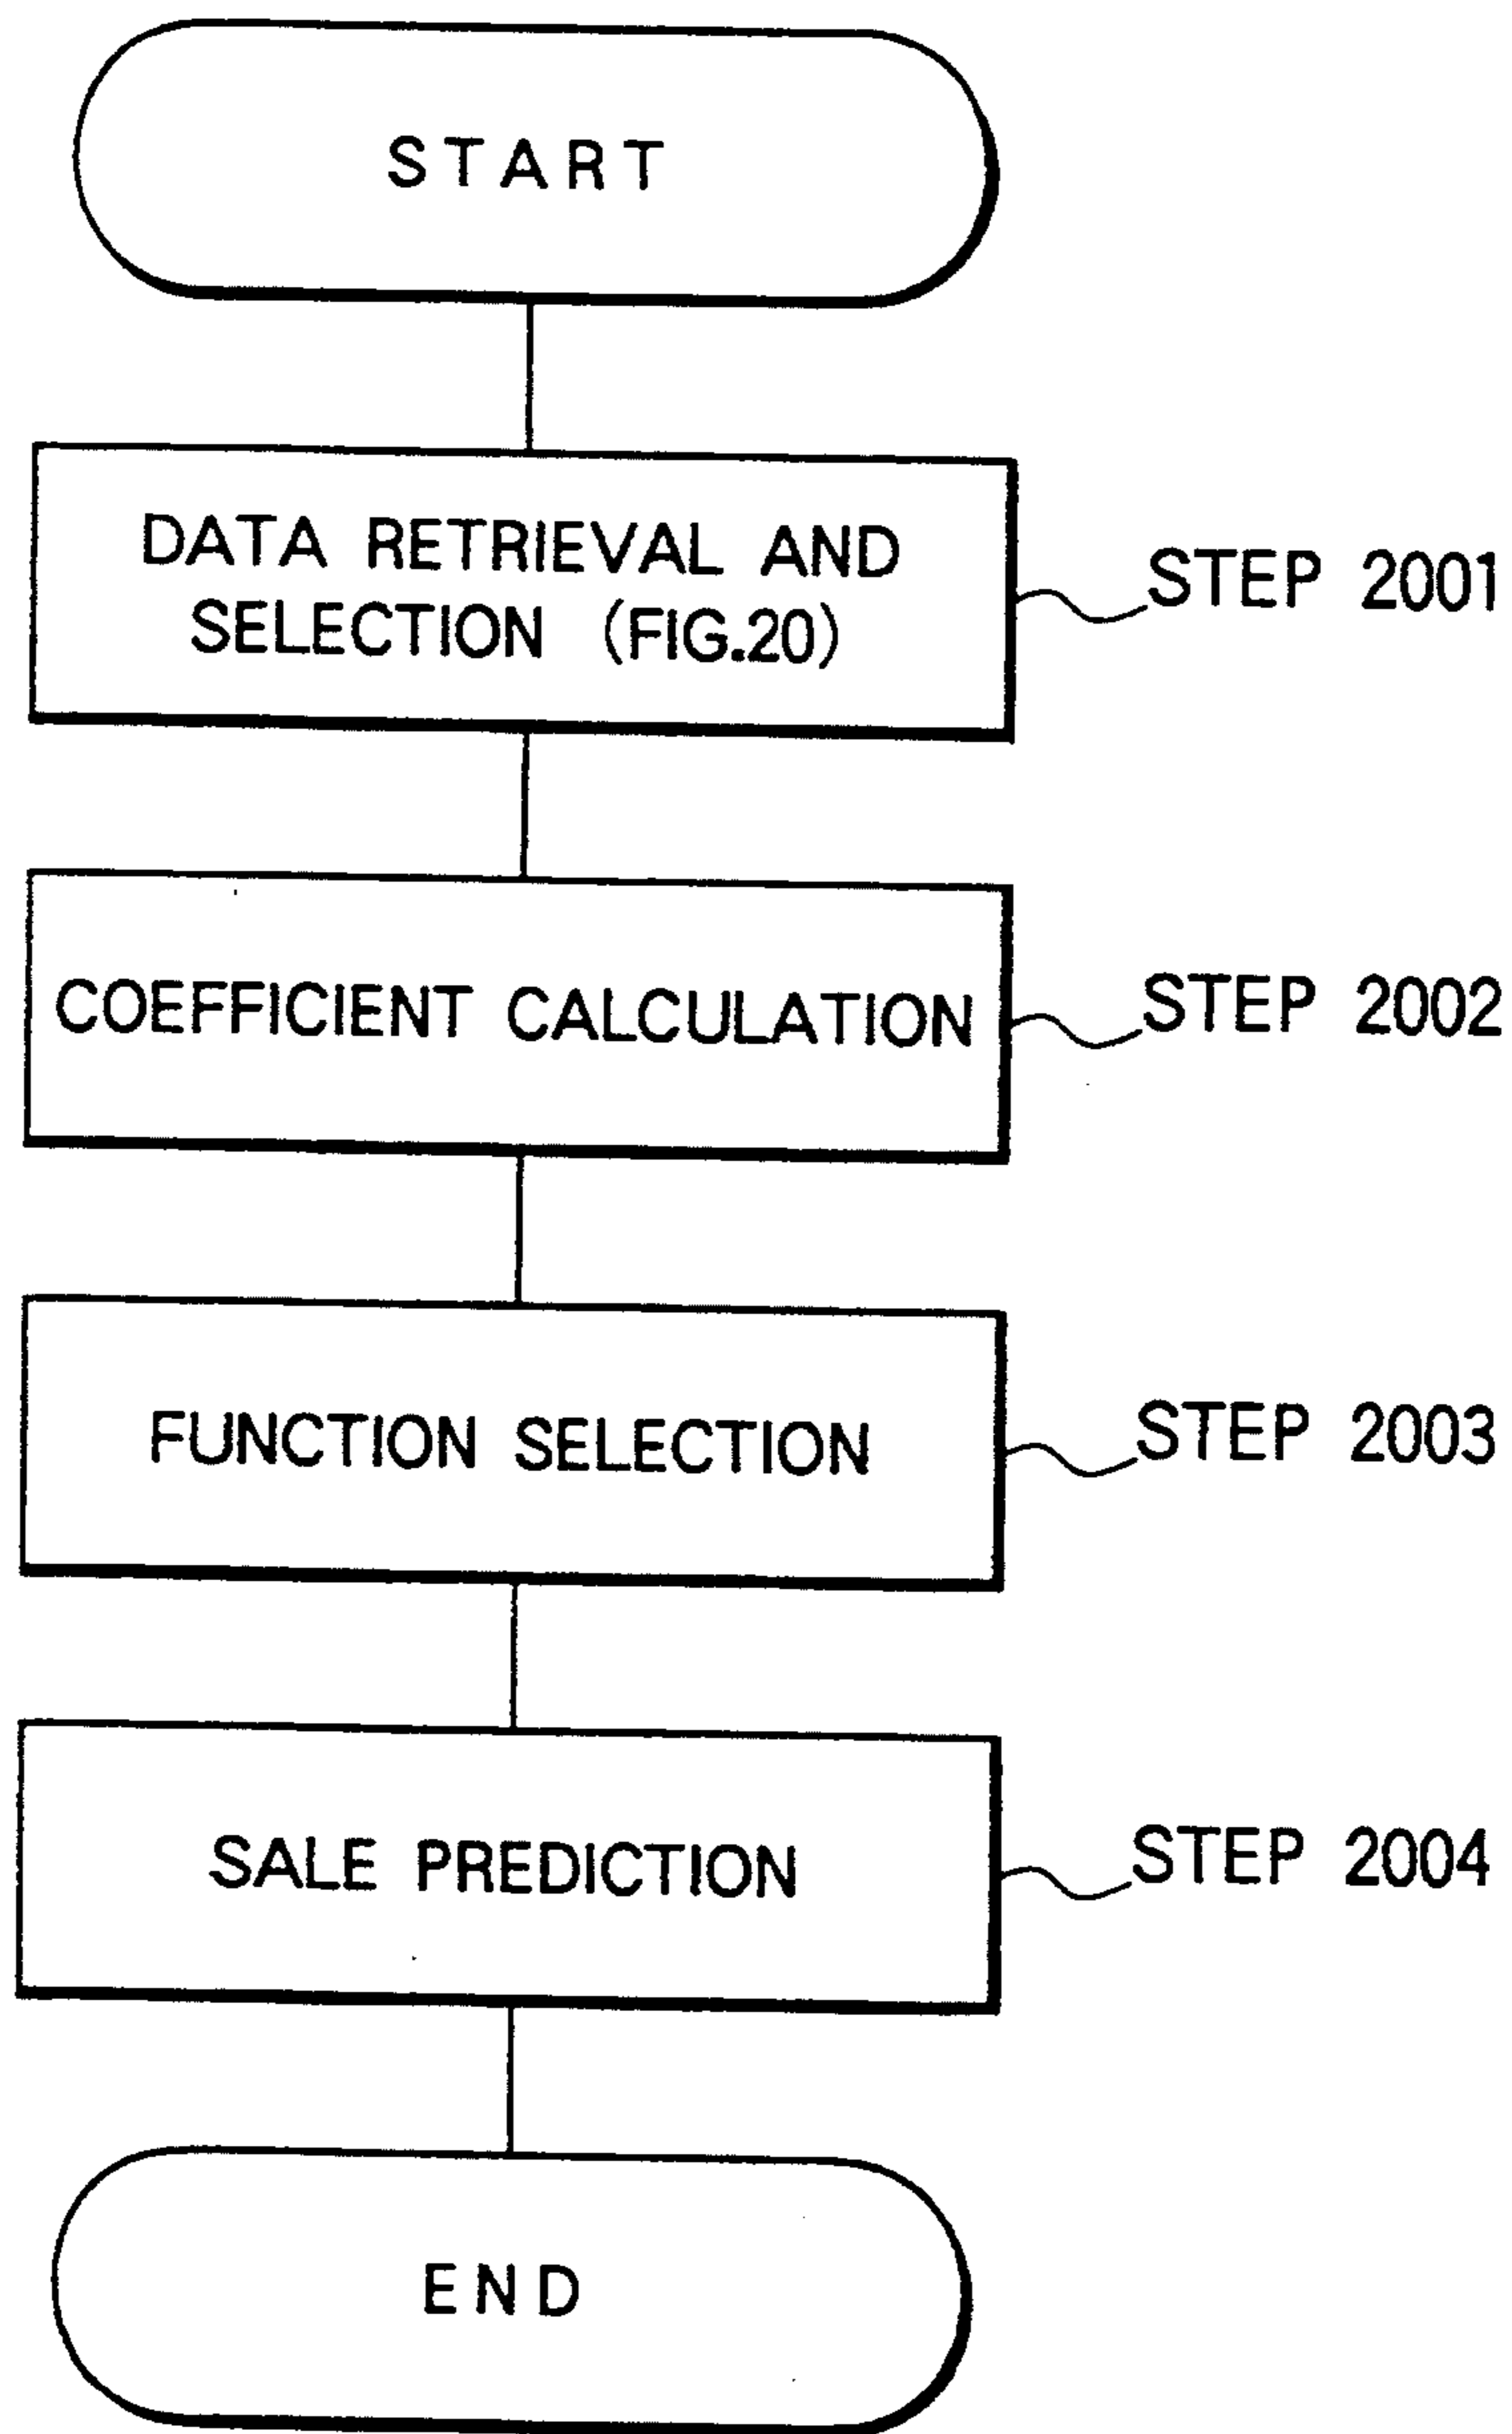 START
DATA RETRIEVAL AND
SELECTION (FIG.20)
STEP 2001
COEFFICIENT CALCULATION
STEP 2002
FUNCTION SELECTION
STEP 2003
SALE PREDICTION
STEP 2004
END